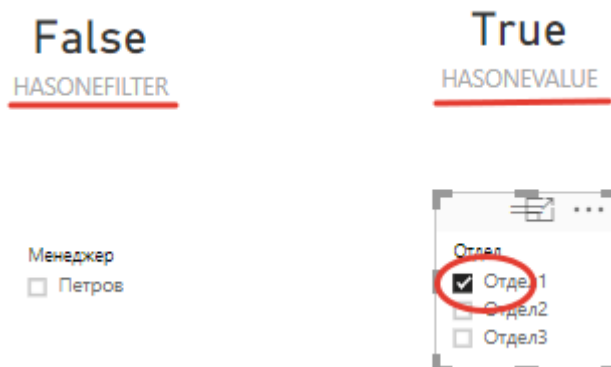 False
True
HASONEFILTER
HASONEVALUE
Менеджер
Петров
Отдел
Отдел1
Отдел2
Отдел3